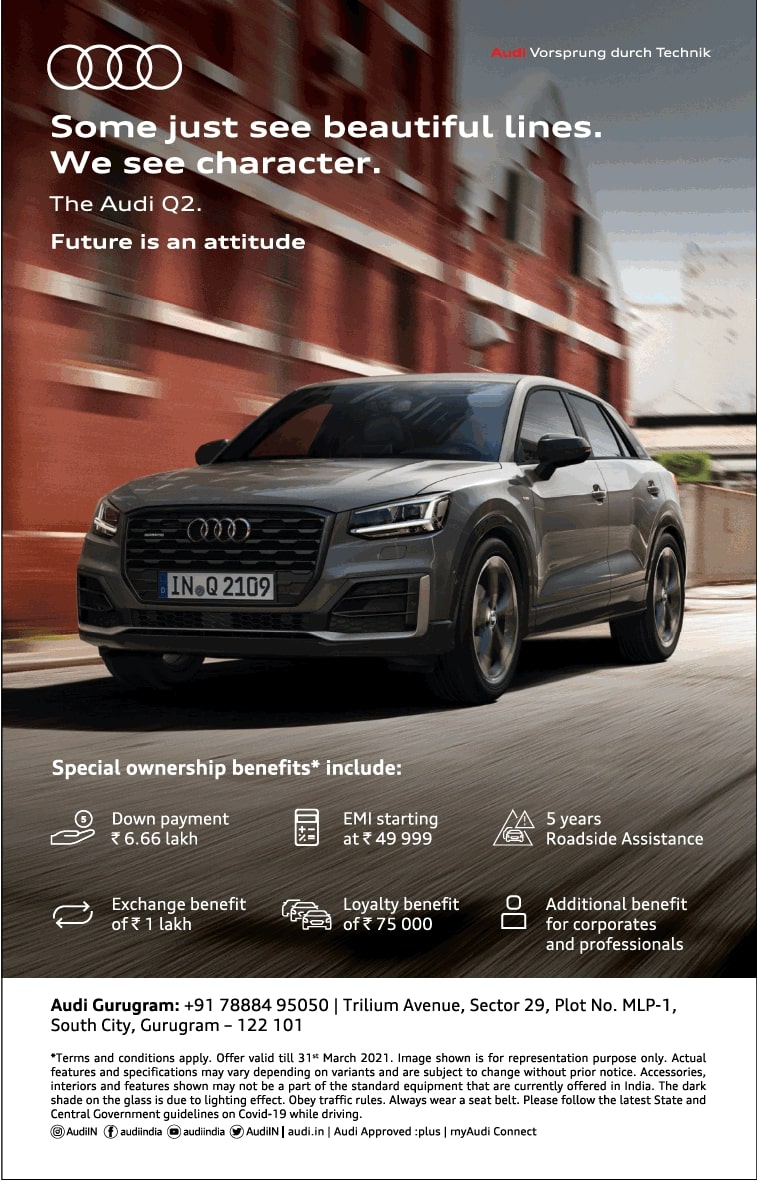 Audi Vorsprung durch Technik
Some just see beautiful lines.
We see character.
The Audi Q2.
Future is an attitude
IN Q 2109
Special ownership benefits* include:
Down payment
₹ 6.66 lakh
EMI starting
at ₹ 49 999
5 years
Roadside Assistance
Exchange benefit
of ₹ 1 lakh
Loyalty benefit
of ₹ 75 000
Additional benefit
for corporates
and professionals
Audi Gurugram: +91 78884 95050 | Trilium Avenue, Sector 29, Plot No. MLP-1,
South City, Gurugram – 122 101
*Terms and conditions apply. Offer valid till 31st March 2021. Image shown is for representation purpose only. Actual
features and specifications may vary depending on variants and are subject to change without prior notice. Accessories,
interiors and features shown may not be a part of the standard equipment that are currently offered in India. The dark
shade on the glass is due to lighting effect. Obey traffic rules. Always wear a seat belt. Please follow the latest State and
Central Government guidelines on Covid-19 while driving.
AudiIN audiindia audiindia AudiIN | audi.in | Audi Approved :plus | myAudi Connect